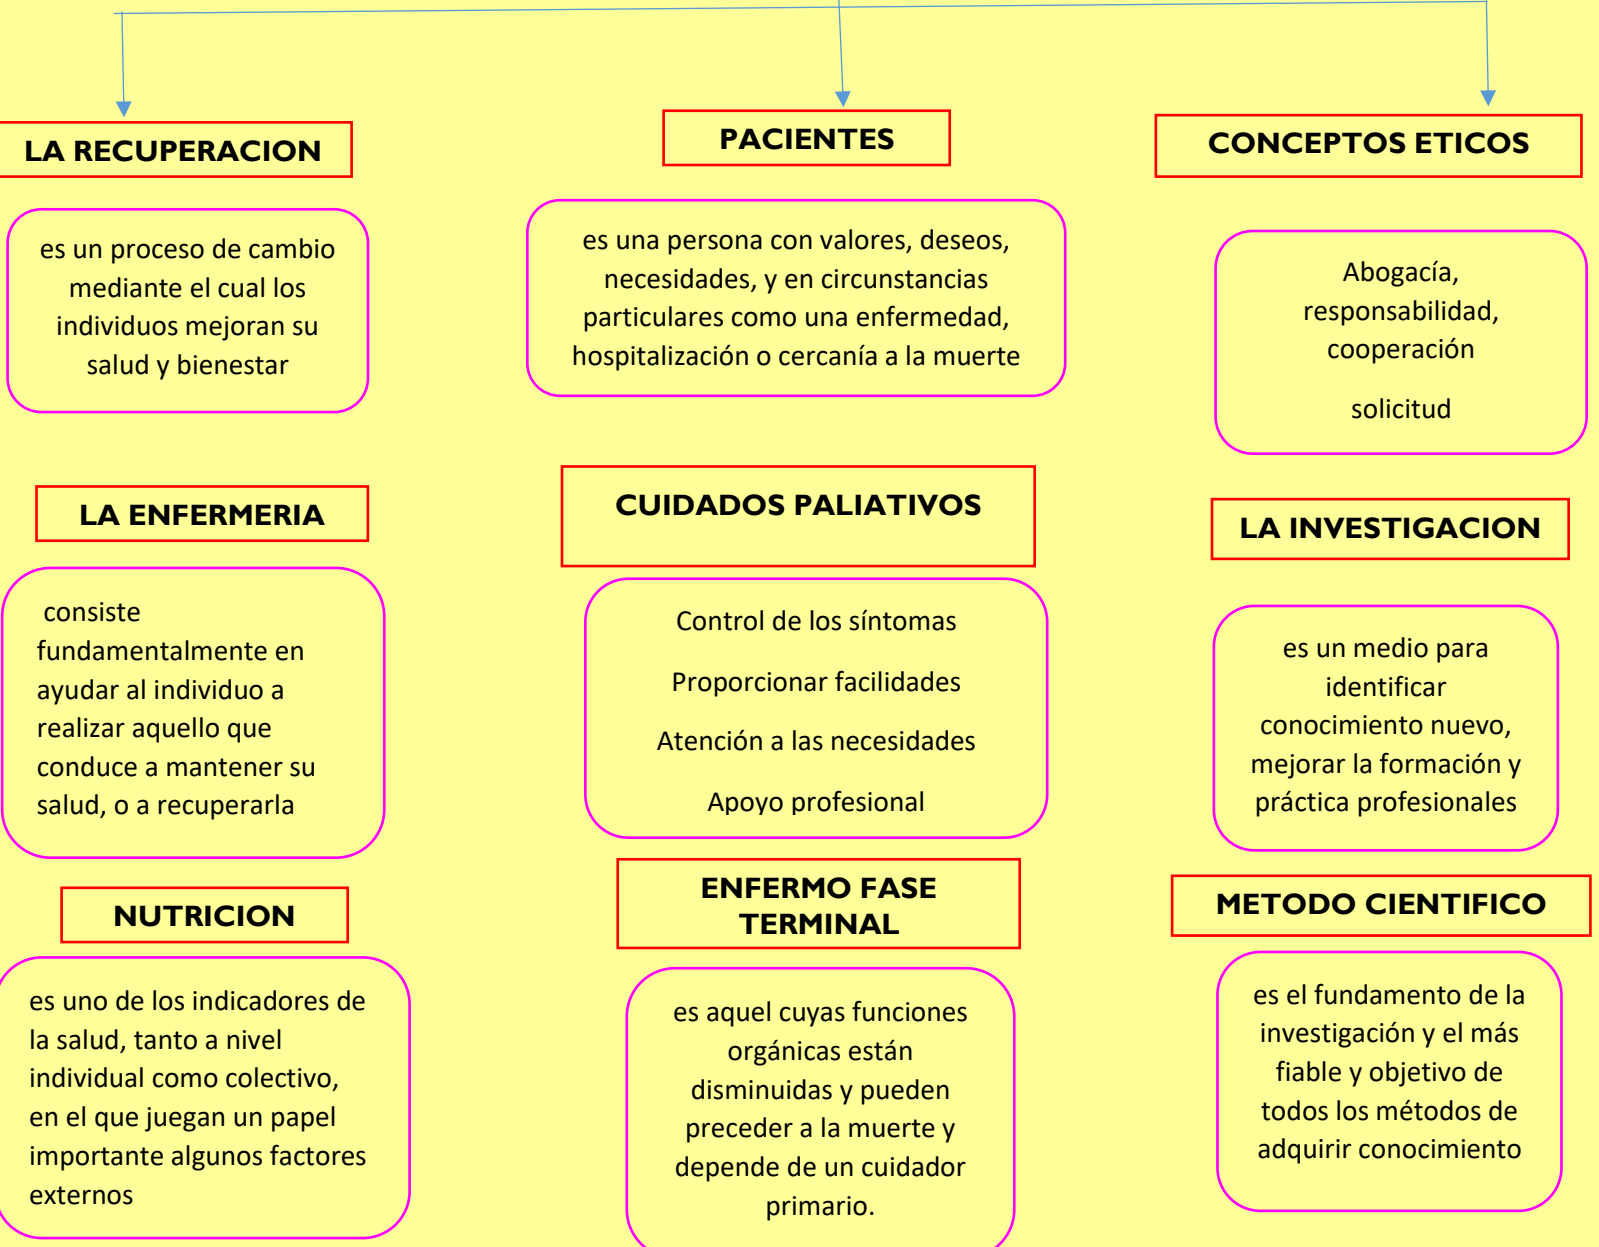 LA RECUPERACION
es un proceso de cambio
mediante el cual los
individuos mejoran su
salud y bienestar
LA ENFERMERIA
consiste
fundamentalmente en
ayudar al individuo a
realizar aquello que
conduce a mantener su
salud, o a recuperarla
NUTRICION
es uno de los indicadores de
la salud, tanto a nivel
individual como colectivo,
en el que juegan un papel
importante algunos factores
externos
PACIENTES
es una persona con valores, deseos,
necesidades, y en circunstancias
particulares como una enfermedad,
hospitalización o cercanía a la muerte
CUIDADOS PALIATIVOS
Control de los síntomas
Proporcionar facilidades
Atención a las necesidades
Apoyo profesional
ENFERMO FASE
TERMINAL
es aquel cuyas funciones
orgánicas están
disminuidas y pueden
preceder a la muerte y
depende de un cuidador
primario.
CONCEPTOS ETICOS
Abogacía,
responsabilidad,
cooperación
solicitud
LA INVESTIGACION
es un medio para
identificar
conocimiento nuevo,
mejorar la formación y
práctica profesionales
METODO CIENTIFICO
es el fundamento de la
investigación y el más
fiable y objetivo de
todos los métodos de
adquirir conocimiento